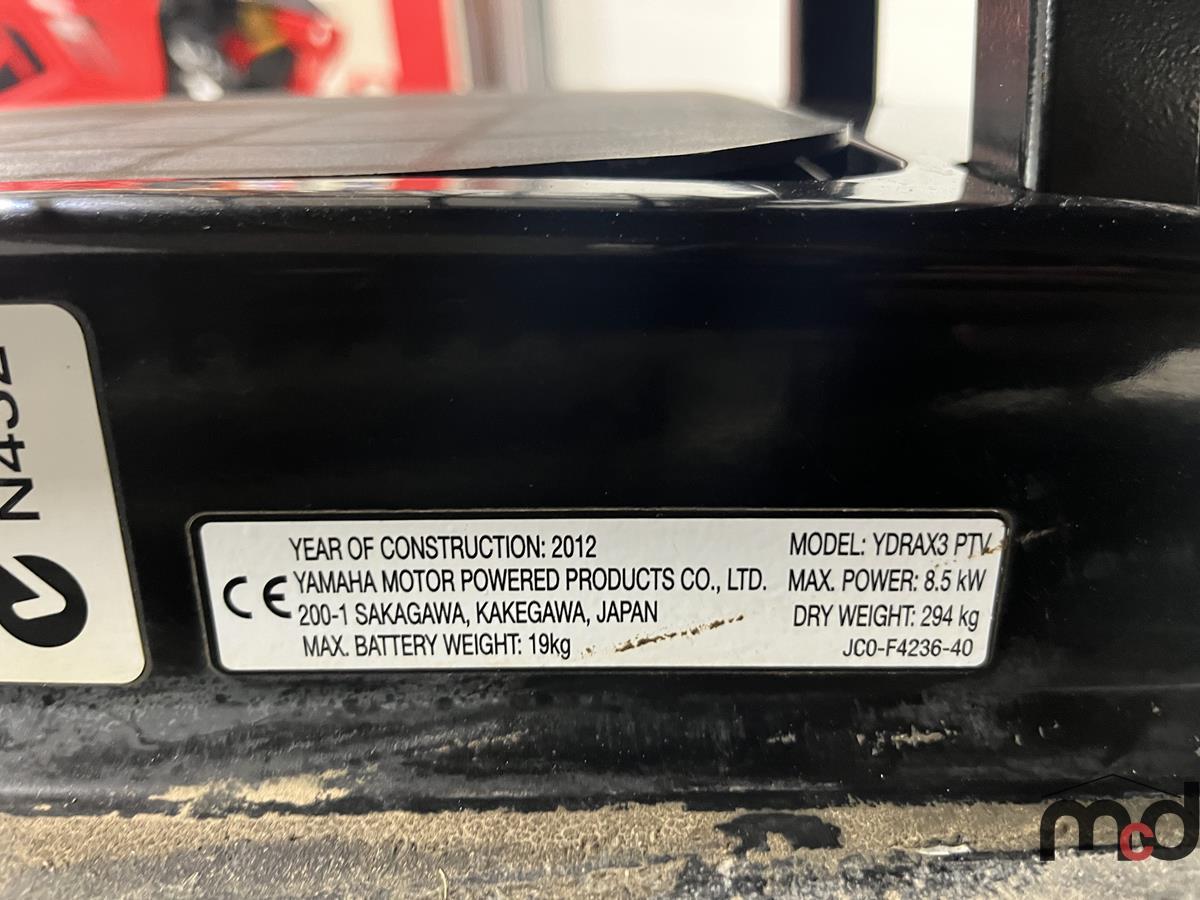 N432
YEAR OF CONSTRUCTION: 2012
YAMAHA MOTOR POWERED PRODUCTS CO., LTD.
200-1 SAKAGAWA, KAKEGAWA, JAPAN
MAX. BATTERY WEIGHT: 19kg
CE
MODEL: YDRAX3 PTV
MAX. POWER: 8.5 kW
DRY WEIGHT: 294 kg
JC0-F4236-40
mcd